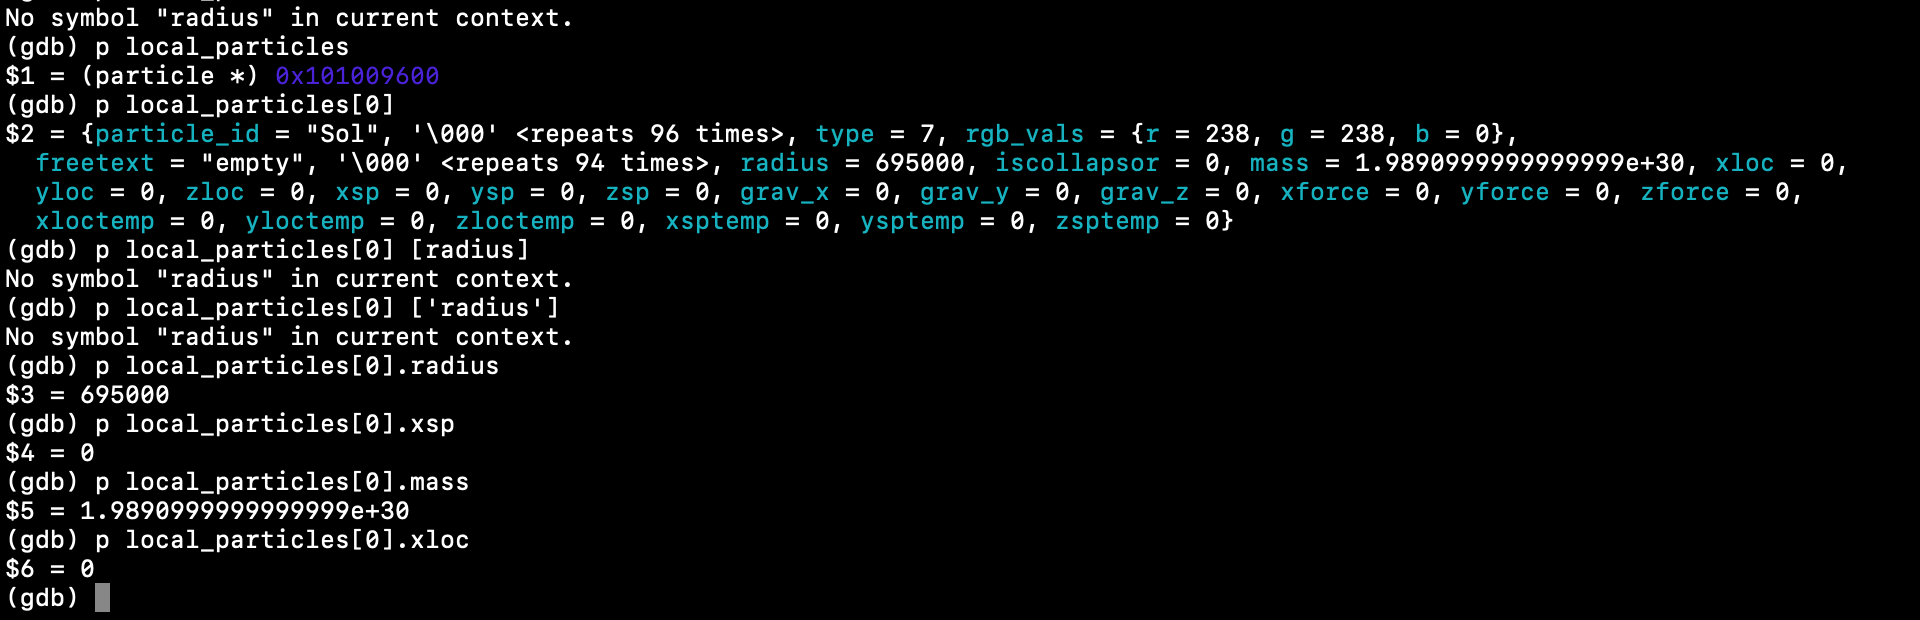 No symbol "radius" in current context.
(gdb) p local_particles
$1 = (particle *) 0x101009600
(gdb) p local_particles[0]
$2 = {particle_id = "Sol", '\000' <repeats 96 times>, type = 7, rgb_vals = {r = 238, g = 238, b = 0},
  freetext = "empty", '\000' <repeats 94 times>, radius = 695000, iscollapsor = 0, mass = 1.9890999999999999e+30, xloc = 0,
  yloc = 0, zloc = 0, xsp = 0, ysp = 0, zsp = 0, grav_x = 0, grav_y = 0, grav_z = 0, xforce = 0, yforce = 0, zforce = 0,
  xloctemp = 0, yloctemp = 0, zloctemp = 0, xsptemp = 0, ysptemp = 0, zsptemp = 0}
(gdb) p local_particles[0] [radius]
No symbol "radius" in current context.
(gdb) p local_particles[0] ['radius']
No symbol "radius" in current context.
(gdb) p local_particles[0].radius
$3 = 695000
(gdb) p local_particles[0].xsp
$4 = 0
(gdb) p local_particles[0].mass
$5 = 1.9890999999999999e+30
(gdb) p local_particles[0].xloc
$6 = 0
(gdb)